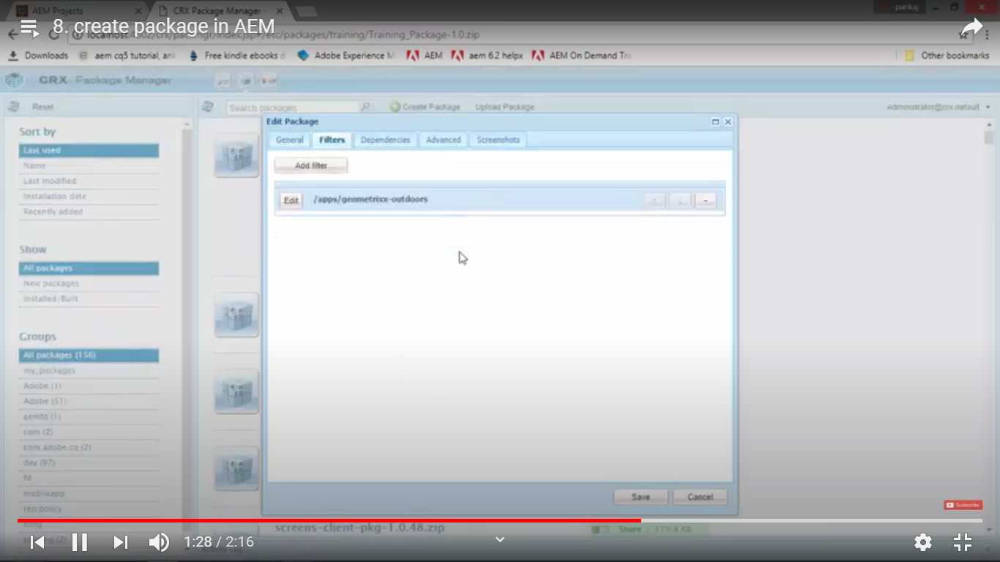 AEM Projects
CRX Package Manager -
pankaj
8. create package in AEM
localhost:4502/crx/packmgr/index.jsp#/etc/packages/training/Training_Package-1.0.zip
Downloads aem cq5 tutorial, ani Free kindle ebooks d Adobe Experience M AEM aem 6.2 helpx AEM On Demand Tra Other bookmarks
CRX Package Manager
Reset
Search packages
Create Package
Upload Package
Administrator@crx.default
Sort by
Last used
Name
Last modified
Installation date
Recently added
Show
All packages
New packages
Installed/Built
Groups
All packages (156)
my_packages
Adobe (1)
Adobe (51)
com (2)
com.adobe.cq (2)
day (97)
fd
mobileapp
rep:policy
sling
Edit Package
General Filters Dependencies Advanced Screenshots
Add filter
Edit /apps/geometrixx-outdoors
Save Cancel
screens-client-pkg-1.0.48.zip
Share 179.4 KB
Subscribe
1:28 / 2:16